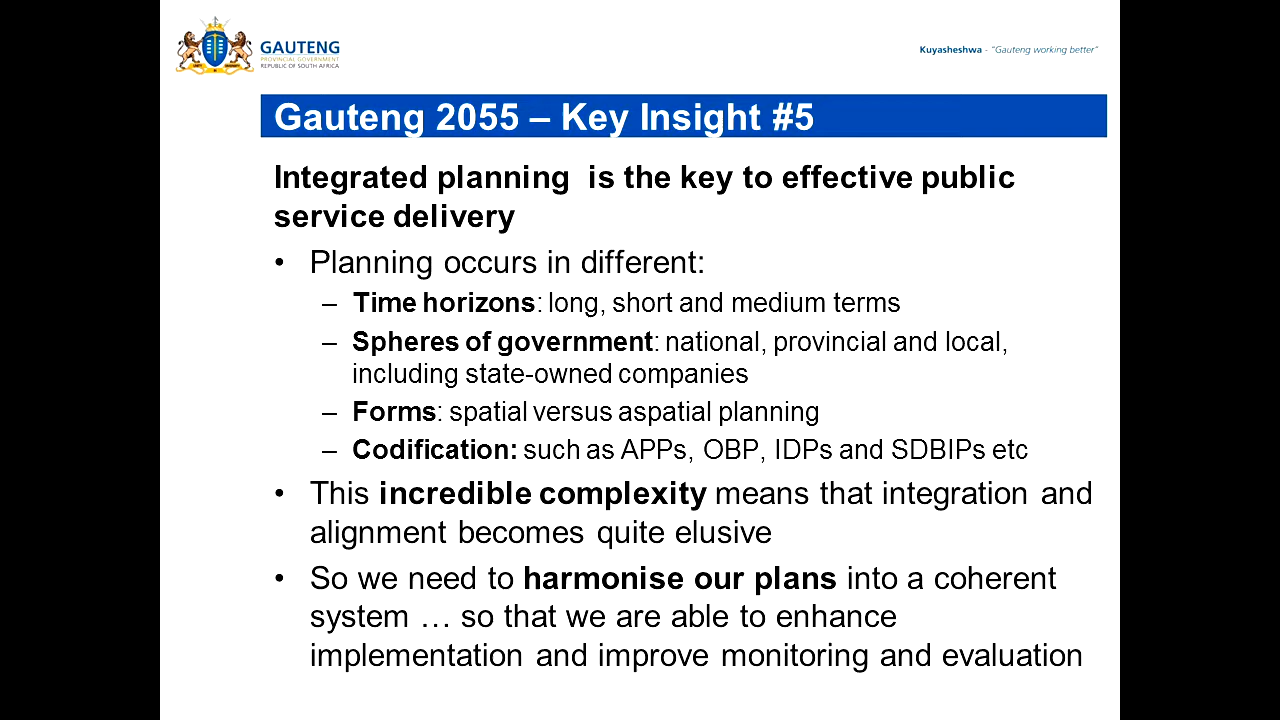 GAUTENG
PROVINCIAL GOVERNMENT
REPUBLIC OF SOUTH AFRICA
Kuyasheshwa - "Gauteng working better"
Gauteng 2055 – Key Insight #5
Integrated planning is the key to effective public
service delivery
• Planning occurs in different:
– Time horizons: long, short and medium terms
– Spheres of government: national, provincial and local,
including state-owned companies
– Forms: spatial versus aspatial planning
– Codification: such as APPs, OBP, IDPs and SDBIPs etc
• This incredible complexity means that integration and
alignment becomes quite elusive
• So we need to harmonise our plans into a coherent
system … so that we are able to enhance
implementation and improve monitoring and evaluation